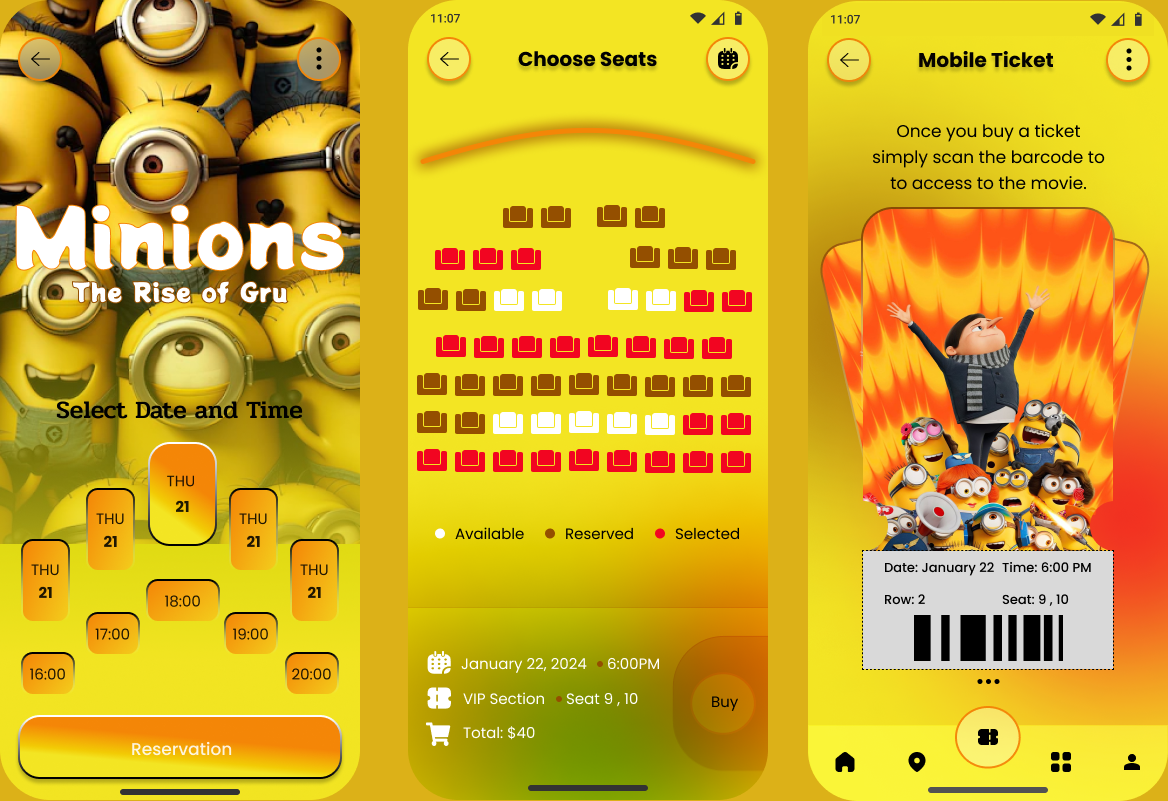 Minions
The Rise of Gru
Select Date and Time
THU
21
THU
21
THU
21
THU
21
THU
21
18:00
17:00
19:00
16:00
20:00
Reservation
11:07
Choose Seats
Available
Reserved
Selected
January 22, 2024 • 6:00PM
VIP Section • Seat 9 , 10
Total: $40
Buy
11:07
Mobile Ticket
Once you buy a ticket
simply scan the barcode to
to access to the movie.
Date: January 22 Time: 6:00 PM
Row: 2 Seat: 9 , 10